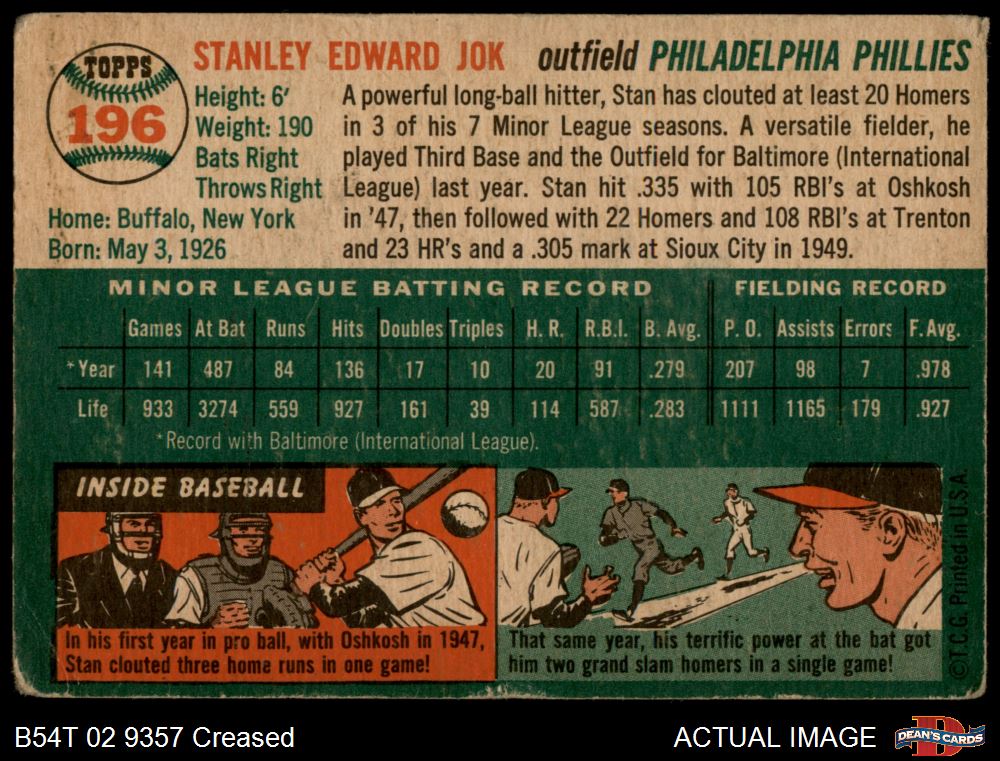 TOPPS
196
STANLEY EDWARD JOK outfield PHILADELPHIA PHILLIES
Height: 6'
Weight: 190
Bats Right
Throws Right
Home: Buffalo, New York
Born: May 3, 1926
A powerful long-ball hitter, Stan has clouted at least 20 Homers
in 3 of his 7 Minor League seasons. A versatile fielder, he
played Third Base and the Outfield for Baltimore (International
League) last year. Stan hit .335 with 105 RBI's at Oshkosh
in '47, then followed with 22 Homers and 108 RBI's at Trenton
and 23 HR's and a .305 mark at Sioux City in 1949.
MINOR LEAGUE BATTING RECORD FIELDING RECORD
Games At Bat Runs Hits Doubles Triples H. R. R.B.I. B. Avg. P. O. Assists Errors F. Avg.
*Year 141 487 84 136 17 10 20 91 .279 207 98 7 .978
Life 933 3274 559 927 161 39 114 587 .283 1111 1165 179 .927
*Record with Baltimore (International League).
INSIDE BASEBALL
In his first year in pro ball, with Oshkosh in 1947,
Stan clouted three home runs in one game!
That same year, his terrific power at the bat got
him two grand slam homers in a single game!
©T.C.G. Printed in U.S.A.
B54T 02 9357 Creased
ACTUAL IMAGE
DEAN'S CARDS